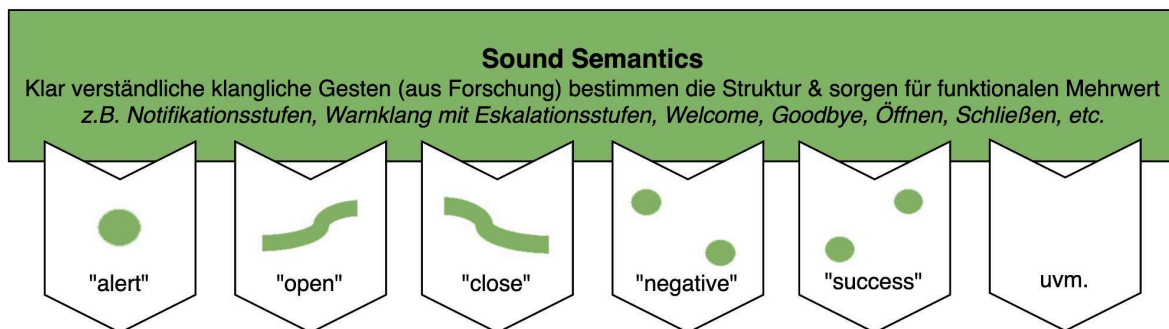 Sound Semantics
Klar verständliche klangliche Gesten (aus Forschung) bestimmen die Struktur & sorgen für funktionalen Mehrwert
z.B. Notifikationsstufen, Warnklang mit Eskalationsstufen, Welcome, Goodbye, Öffnen, Schließen, etc.
"alert"
"open"
"close"
"negative"
"success"
uvm.